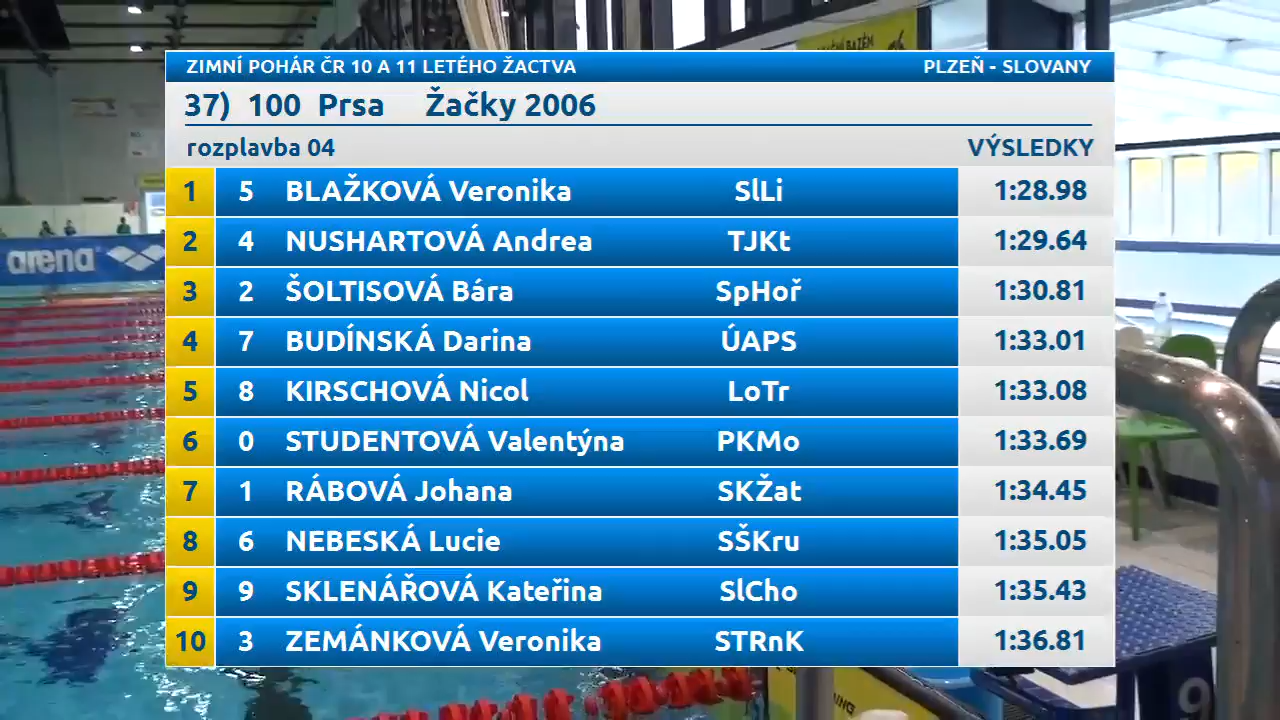 ZIMNÍ POHÁR ČR 10 A 11 LETÉHO ŽACTVA PLZEŇ - SLOVANY
37) 100 Prsa Žačky 2006
rozplavba 04 VÝSLEDKY
1 5 BLAŽKOVÁ Veronika SlLi 1:28.98
2 4 NUSHARTOVÁ Andrea TJKt 1:29.64
3 2 ŠOLTISOVÁ Bára SpHoř 1:30.81
4 7 BUDÍNSKÁ Darina ÚAPS 1:33.01
5 8 KIRSCHOVÁ Nicol LoTr 1:33.08
6 0 STUDENTOVÁ Valentýna PKMo 1:33.69
7 1 RÁBOVÁ Johana SKŽat 1:34.45
8 6 NEBESKÁ Lucie SŠKru 1:35.05
9 9 SKLENÁŘOVÁ Kateřina SlCho 1:35.43
10 3 ZEMÁNKOVÁ Veronika STRnK 1:36.81
arena
BAZÉM